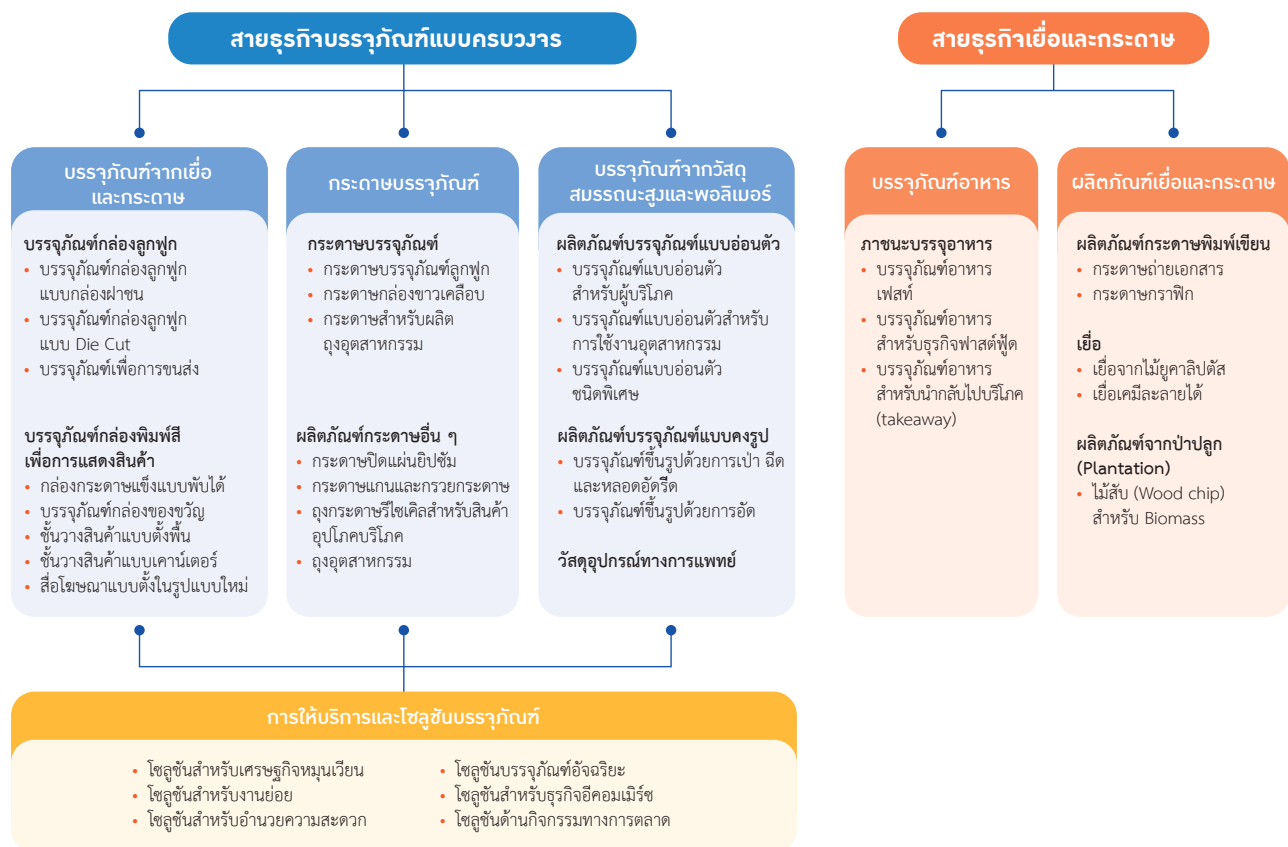 สายธุรกิจบรรจุภัณฑ์แบบครบวงจร
สายธุรกิจเยื่อและกระดาษ
บรรจุภัณฑ์จากเยื่อ
และกระดาษ
บรรจุภัณฑ์กล่องลูกฟูก
• บรรจุภัณฑ์กล่องลูกฟูก
แบบกล่องฝาชน
• บรรจุภัณฑ์กล่องลูกฟูก
แบบ Die Cut
• บรรจุภัณฑ์เพื่อการขนส่ง
บรรจุภัณฑ์กล่องพิมพ์สี
เพื่อการแสดงสินค้า
• กล่องกระดาษแข็งแบบพับได้
• บรรจุภัณฑ์กล่องของขวัญ
• ชั้นวางสินค้าแบบตั้งพื้น
• ชั้นวางสินค้าแบบเคาน์เตอร์
• สื่อโฆษณาแบบตั้งในรูปแบบใหม่
กระดาษบรรจุภัณฑ์
กระดาษบรรจุภัณฑ์
• กระดาษบรรจุภัณฑ์ลูกฟูก
• กระดาษกล่องขาวเคลือบ
• กระดาษสำหรับผลิต
ถุงอุตสาหกรรม
ผลิตภัณฑ์กระดาษอื่น ๆ
• กระดาษปิดแผ่นยิปซัม
• กระดาษแกนและกรวยกระดาษ
• ถุงกระดาษรีไซเคิลสำหรับสินค้า
อุปโภคบริโภค
• ถุงอุตสาหกรรม
บรรจุภัณฑ์จากวัสดุ
สมรรถนะสูงและพอลิเมอร์
ผลิตภัณฑ์บรรจุภัณฑ์แบบอ่อนตัว
• บรรจุภัณฑ์แบบอ่อนตัว
สำหรับผู้บริโภค
• บรรจุภัณฑ์แบบอ่อนตัวสำหรับ
การใช้งานอุตสาหกรรม
• บรรจุภัณฑ์แบบอ่อนตัว
ชนิดพิเศษ
ผลิตภัณฑ์บรรจุภัณฑ์แบบคงรูป
• บรรจุภัณฑ์ขึ้นรูปด้วยการเป่า ฉีด
และหลอดอัดรีด
• บรรจุภัณฑ์ขึ้นรูปด้วยการอัด
วัสดุอุปกรณ์ทางการแพทย์
บรรจุภัณฑ์อาหาร
ภาชนะบรรจุอาหาร
• บรรจุภัณฑ์อาหาร
เฟสท์
• บรรจุภัณฑ์อาหาร
สำหรับธุรกิจฟาสต์ฟู้ด
• บรรจุภัณฑ์อาหาร
สำหรับนำกลับไปบริโภค
(takeaway)
ผลิตภัณฑ์เยื่อและกระดาษ
ผลิตภัณฑ์กระดาษพิมพ์เขียน
• กระดาษถ่ายเอกสาร
• กระดาษกราฟิก
เยื่อ
• เยื่อจากไม้ยูคาลิปตัส
• เยื่อเคมีละลายได้
ผลิตภัณฑ์จากป่าปลูก
(Plantation)
• ไม้สับ (Wood chip)
สำหรับ Biomass
การให้บริการและโซลูชันบรรจุภัณฑ์
• โซลูชันสำหรับเศรษฐกิจหมุนเวียน
• โซลูชันสำหรับงานย่อย
• โซลูชันสำหรับอำนวยความสะดวก
• โซลูชันบรรจุภัณฑ์อัจฉริยะ
• โซลูชันสำหรับธุรกิจอีคอมเมิร์ซ
• โซลูชันด้านกิจกรรมทางการตลาด